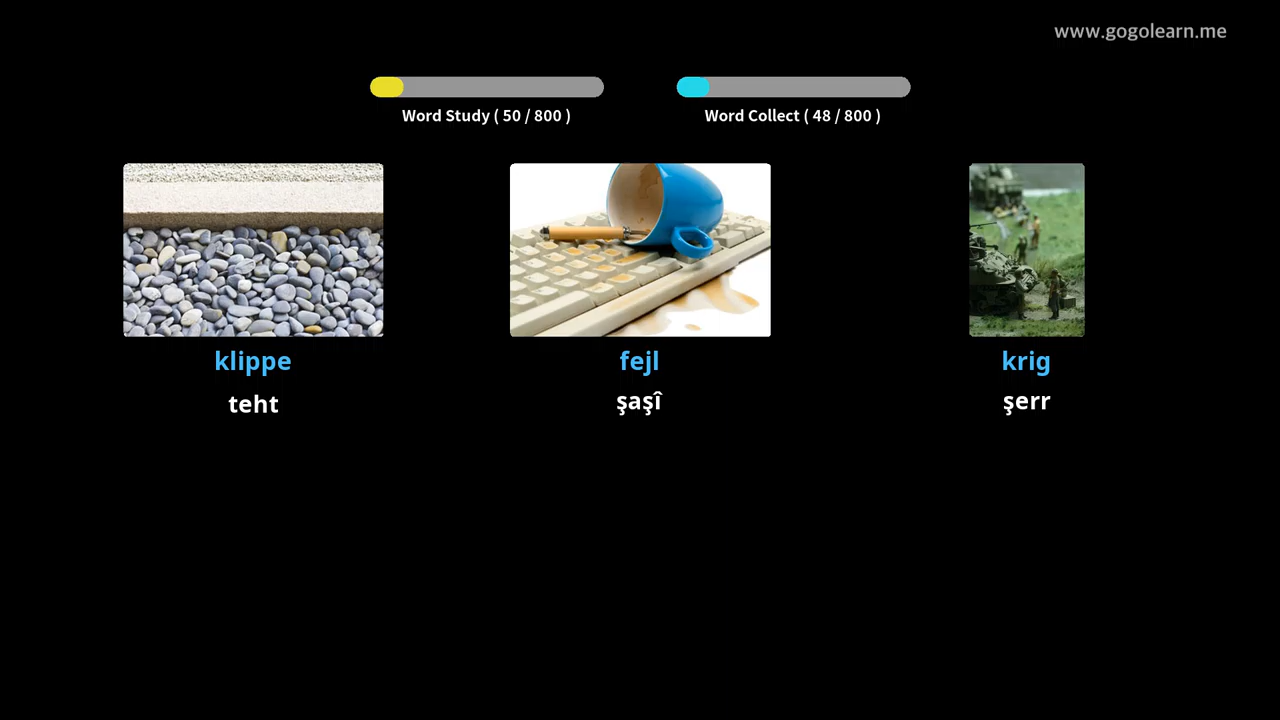 www.gogolearn.me
Word Study ( 50 / 800 )
Word Collect ( 48 / 800 )
klippe
fejl
krig
teht
şaşî
şerr